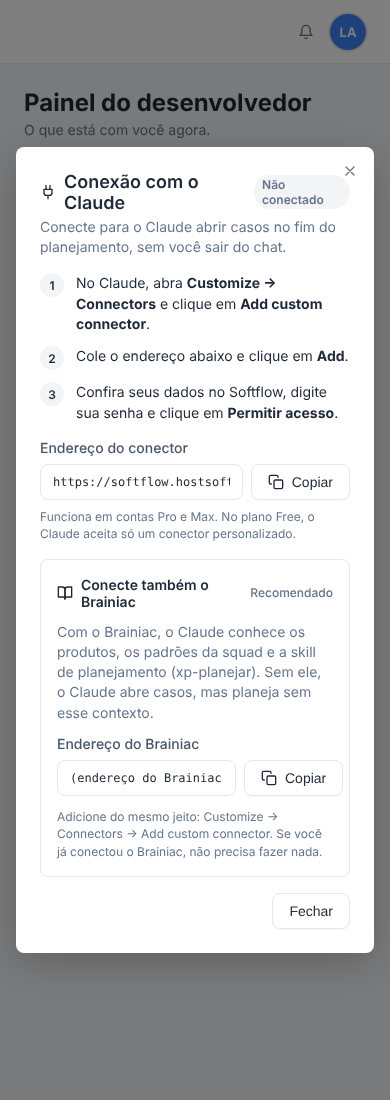 LA
Painel do desenvolvedor
O que está com você agora.
Conexão com o
Claude
Não
conectado
Conecte para o Claude abrir casos no fim do
planejamento, sem você sair do chat.
1
No Claude, abra Customize →
Connectors e clique em Add custom
connector.
2
Cole o endereço abaixo e clique em Add.
3
Confira seus dados no Softflow, digite
sua senha e clique em Permitir acesso.
Endereço do conector
https://softflow.hostsoft
Copiar
Funciona em contas Pro e Max. No plano Free, o
Claude aceita só um conector personalizado.
Conecte também o
Brainiac
Recomendado
Com o Brainiac, o Claude conhece os
produtos, os padrões da squad e a skill
de planejamento (xp-planejar). Sem ele,
o Claude abre casos, mas planeja sem
esse contexto.
Endereço do Brainiac
(endereço do Brainiac
Copiar
Adicione do mesmo jeito: Customize →
Connectors → Add custom connector. Se você
já conectou o Brainiac, não precisa fazer nada.
Fechar